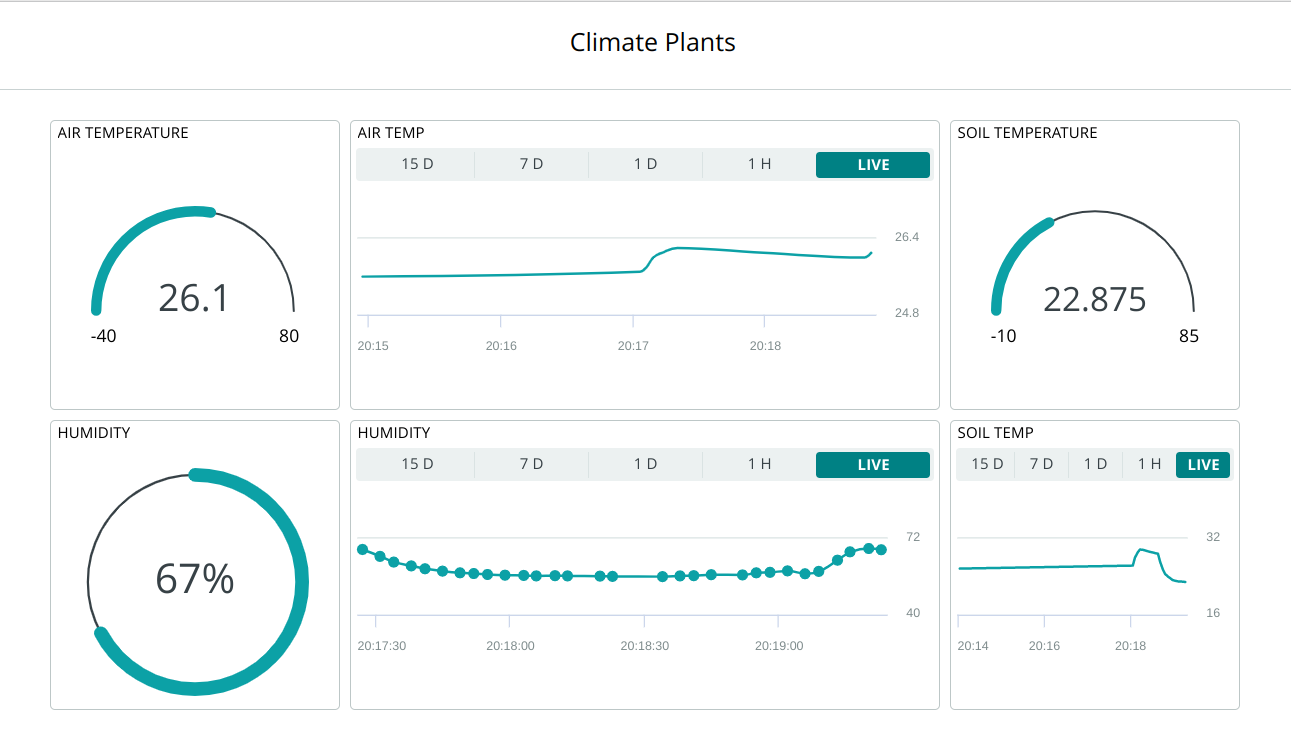 Climate Plants
AIR TEMPERATURE
26.1
-40 80
AIR TEMP
15 D 7 D 1 D 1 H LIVE
26.4
24.8
20:15 20:16 20:17 20:18
SOIL TEMPERATURE
22.875
-10 85
HUMIDITY
67%
HUMIDITY
15 D 7 D 1 D 1 H LIVE
72
40
20:17:30 20:18:00 20:18:30 20:19:00
SOIL TEMP
15 D 7 D 1 D 1 H LIVE
32
16
20:14 20:16 20:18